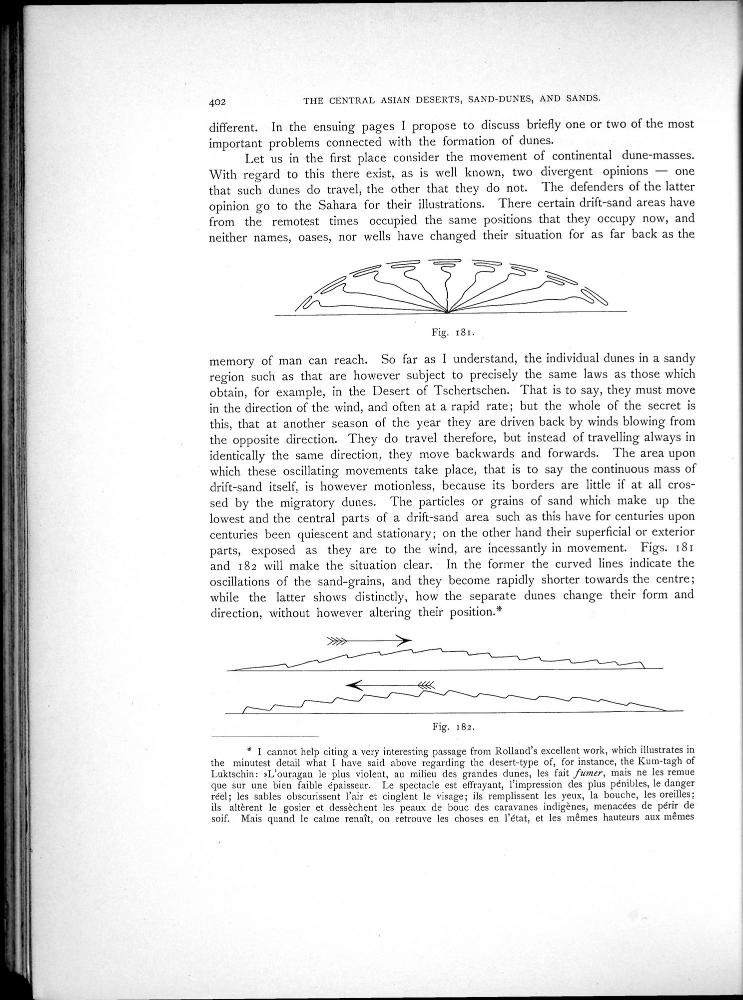 402 THE CENTRAL ASIAN DESERTS, SAND-DUNES, AND SANDS.
different. In the ensuing pages I propose to discuss briefly one or two of the most
important problems connected with the formation of dunes.
Let us in the first place consider the movement of continental dune-masses.
With regard to this there exist, as is well known, two divergent opinions — one
that such dunes do travel, the other that they do not. The defenders of the latter
opinion go to the Sahara for their illustrations. There certain drift-sand areas have
from the remotest times occupied the same positions that they occupy now, and
neither names, oases, nor wells have changed their situation for as far back as the
Fig. 181.
memory of man can reach. So far as I understand, the individual dunes in a sandy
region such as that are however subject to precisely the same laws as those which
obtain, for example, in the Desert of Tschertschen. That is to say, they must move
in the direction of the wind, and often at a rapid rate; but the whole of the secret is
this, that at another season of the year they are driven back by winds blowing from
the opposite direction. They do travel therefore, but instead of travelling always in
identically the same direction, they move backwards and forwards. The area upon
which these oscillating movements take place, that is to say the continuous mass of
drift-sand itself, is however motionless, because its borders are little if at all cros-
sed by the migratory dunes. The particles or grains of sand which make up the
lowest and the central parts of a drift-sand area such as this have for centuries upon
centuries been quiescent and stationary; on the other hand their superficial or exterior
parts, exposed as they are to the wind, are incessantly in movement. Figs. 181
and 182 will make the situation clear. In the former the curved lines indicate the
oscillations of the sand-grains, and they become rapidly shorter towards the centre;
while the latter shows distinctly, how the separate dunes change their form and
direction, without however altering their position.*
Fig. 182.
* I cannot help citing a very interesting passage from Rolland's excellent work, which illustrates in
the minutest detail what I have said above regarding the desert-type of, for instance, the Kum-tagh of
Luktschin: »L'ouragan le plus violent, au milieu des grandes dunes, les fait fumer, mais ne les remue
que sur une bien faible épaisseur. Le spectacle est effrayant, l'impression des plus pénibles, le danger
réel; les sables obscurissent l'air et cinglent le visage; ils remplissent les yeux, la bouche, les oreilles;
ils altèrent le gosier et dessèchent les peaux de bouc des caravanes indigènes, menacées de périr de
soif. Mais quand le calme renaît, on retrouve les choses en l'état, et les mêmes hauteurs aux mêmes